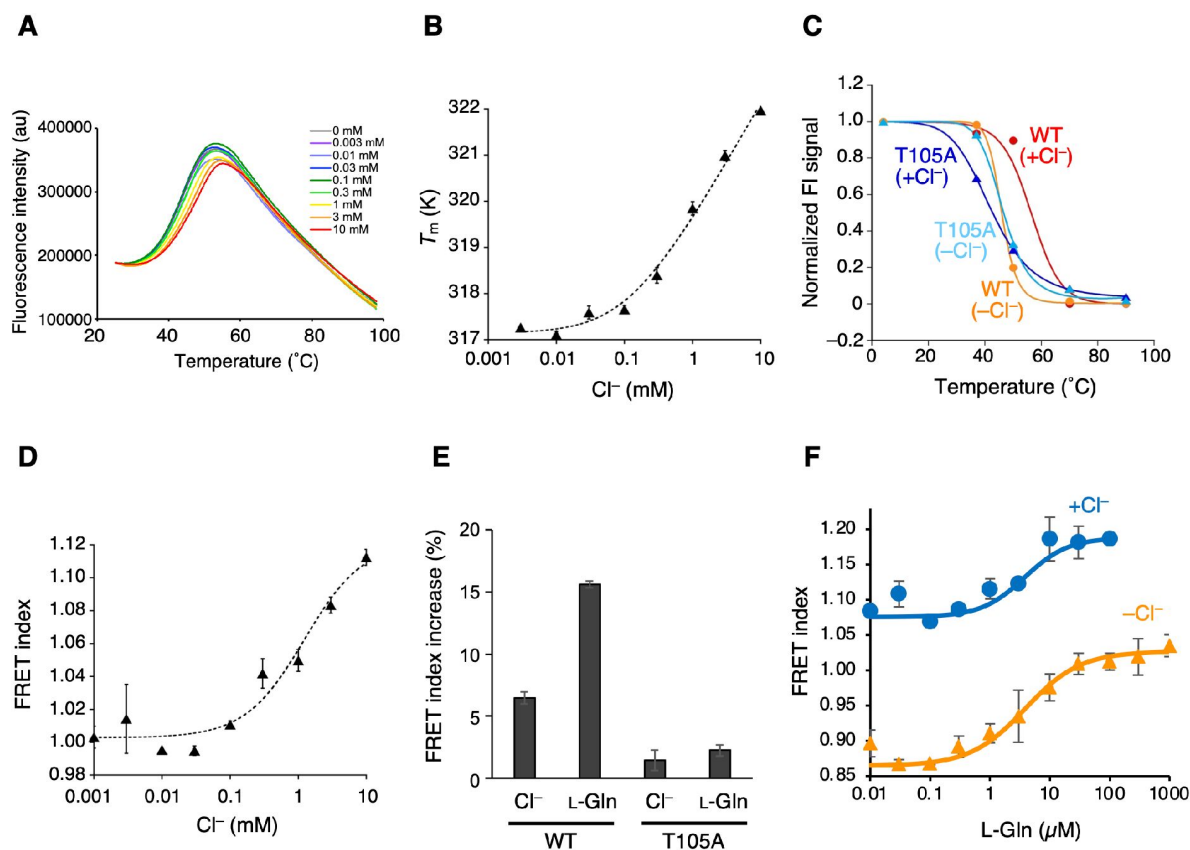 A
Fluorescence intensity (au)
400000
300000
200000
100000
20
40
60
80
100
Temperature (˚C)
0 mM
0.003 mM
0.01 mM
0.03 mM
0.1 mM
0.3 mM
1 mM
3 mM
10 mM
B
Tm (K)
322
321
320
319
318
317
0.001
0.01
0.1
1
10
Cl– (mM)
C
Normalized FI signal
1.2
1.0
0.8
0.6
0.4
0.2
0
–0.2
0
20
40
60
80
100
Temperature (˚C)
WT
(+Cl–)
T105A
(+Cl–)
T105A
(–Cl–)
WT
(–Cl–)
D
FRET index
1.12
1.10
1.08
1.06
1.04
1.02
1.00
0.98
0.001
0.01
0.1
1
10
Cl– (mM)
E
FRET index increase (%)
20
15
10
5
0
Cl–
L-Gln
Cl–
L-Gln
WT
T105A
F
FRET index
1.20
1.15
1.10
1.05
1.00
0.95
0.90
0.85
0.01
0.1
1
10
100
1000
L-Gln (µM)
+Cl–
–Cl–